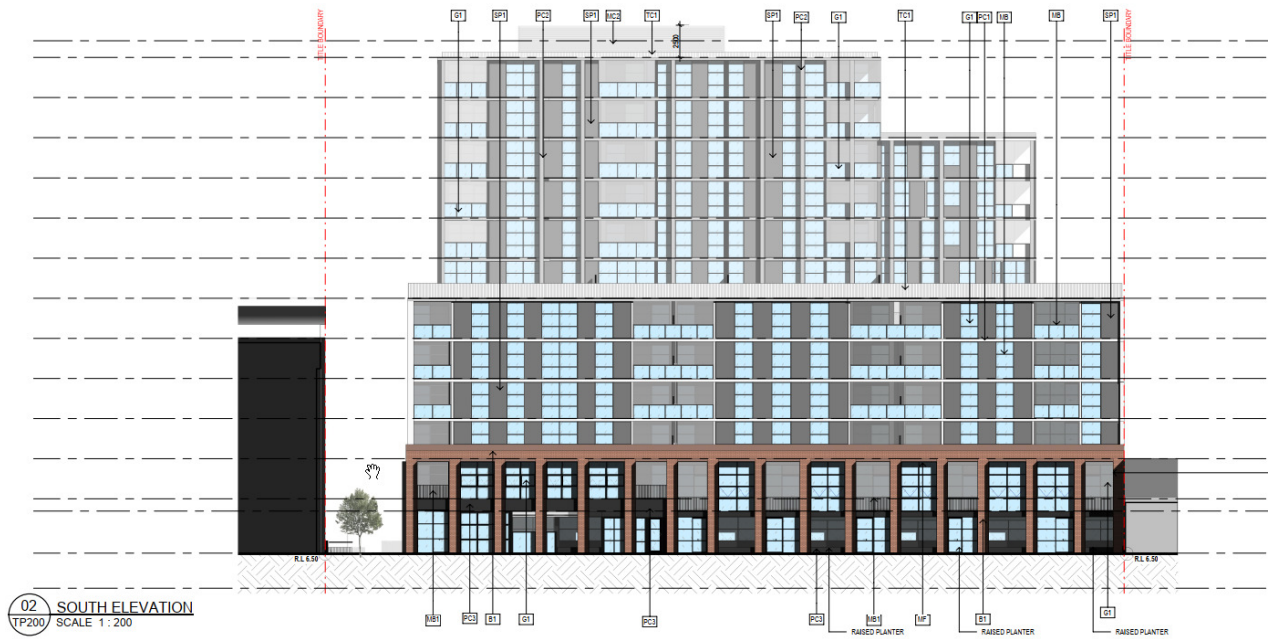 G1 SP1 PC2 SP1 MC2 TC1 SP1 PC2 G1 TC1 G1 PC1 MB MB SP1
TITLE BOUNDARY
2500
TITLE BOUNDARY
R.L 6.50
R.L 6.50
MB1 PC3 B1 G1 PC3 PC3 MB1 MF B1 G1
RAISED PLANTER
RAISED PLANTER
RAISED PLANTER
02
TP200
SOUTH ELEVATION
SCALE 1 : 200